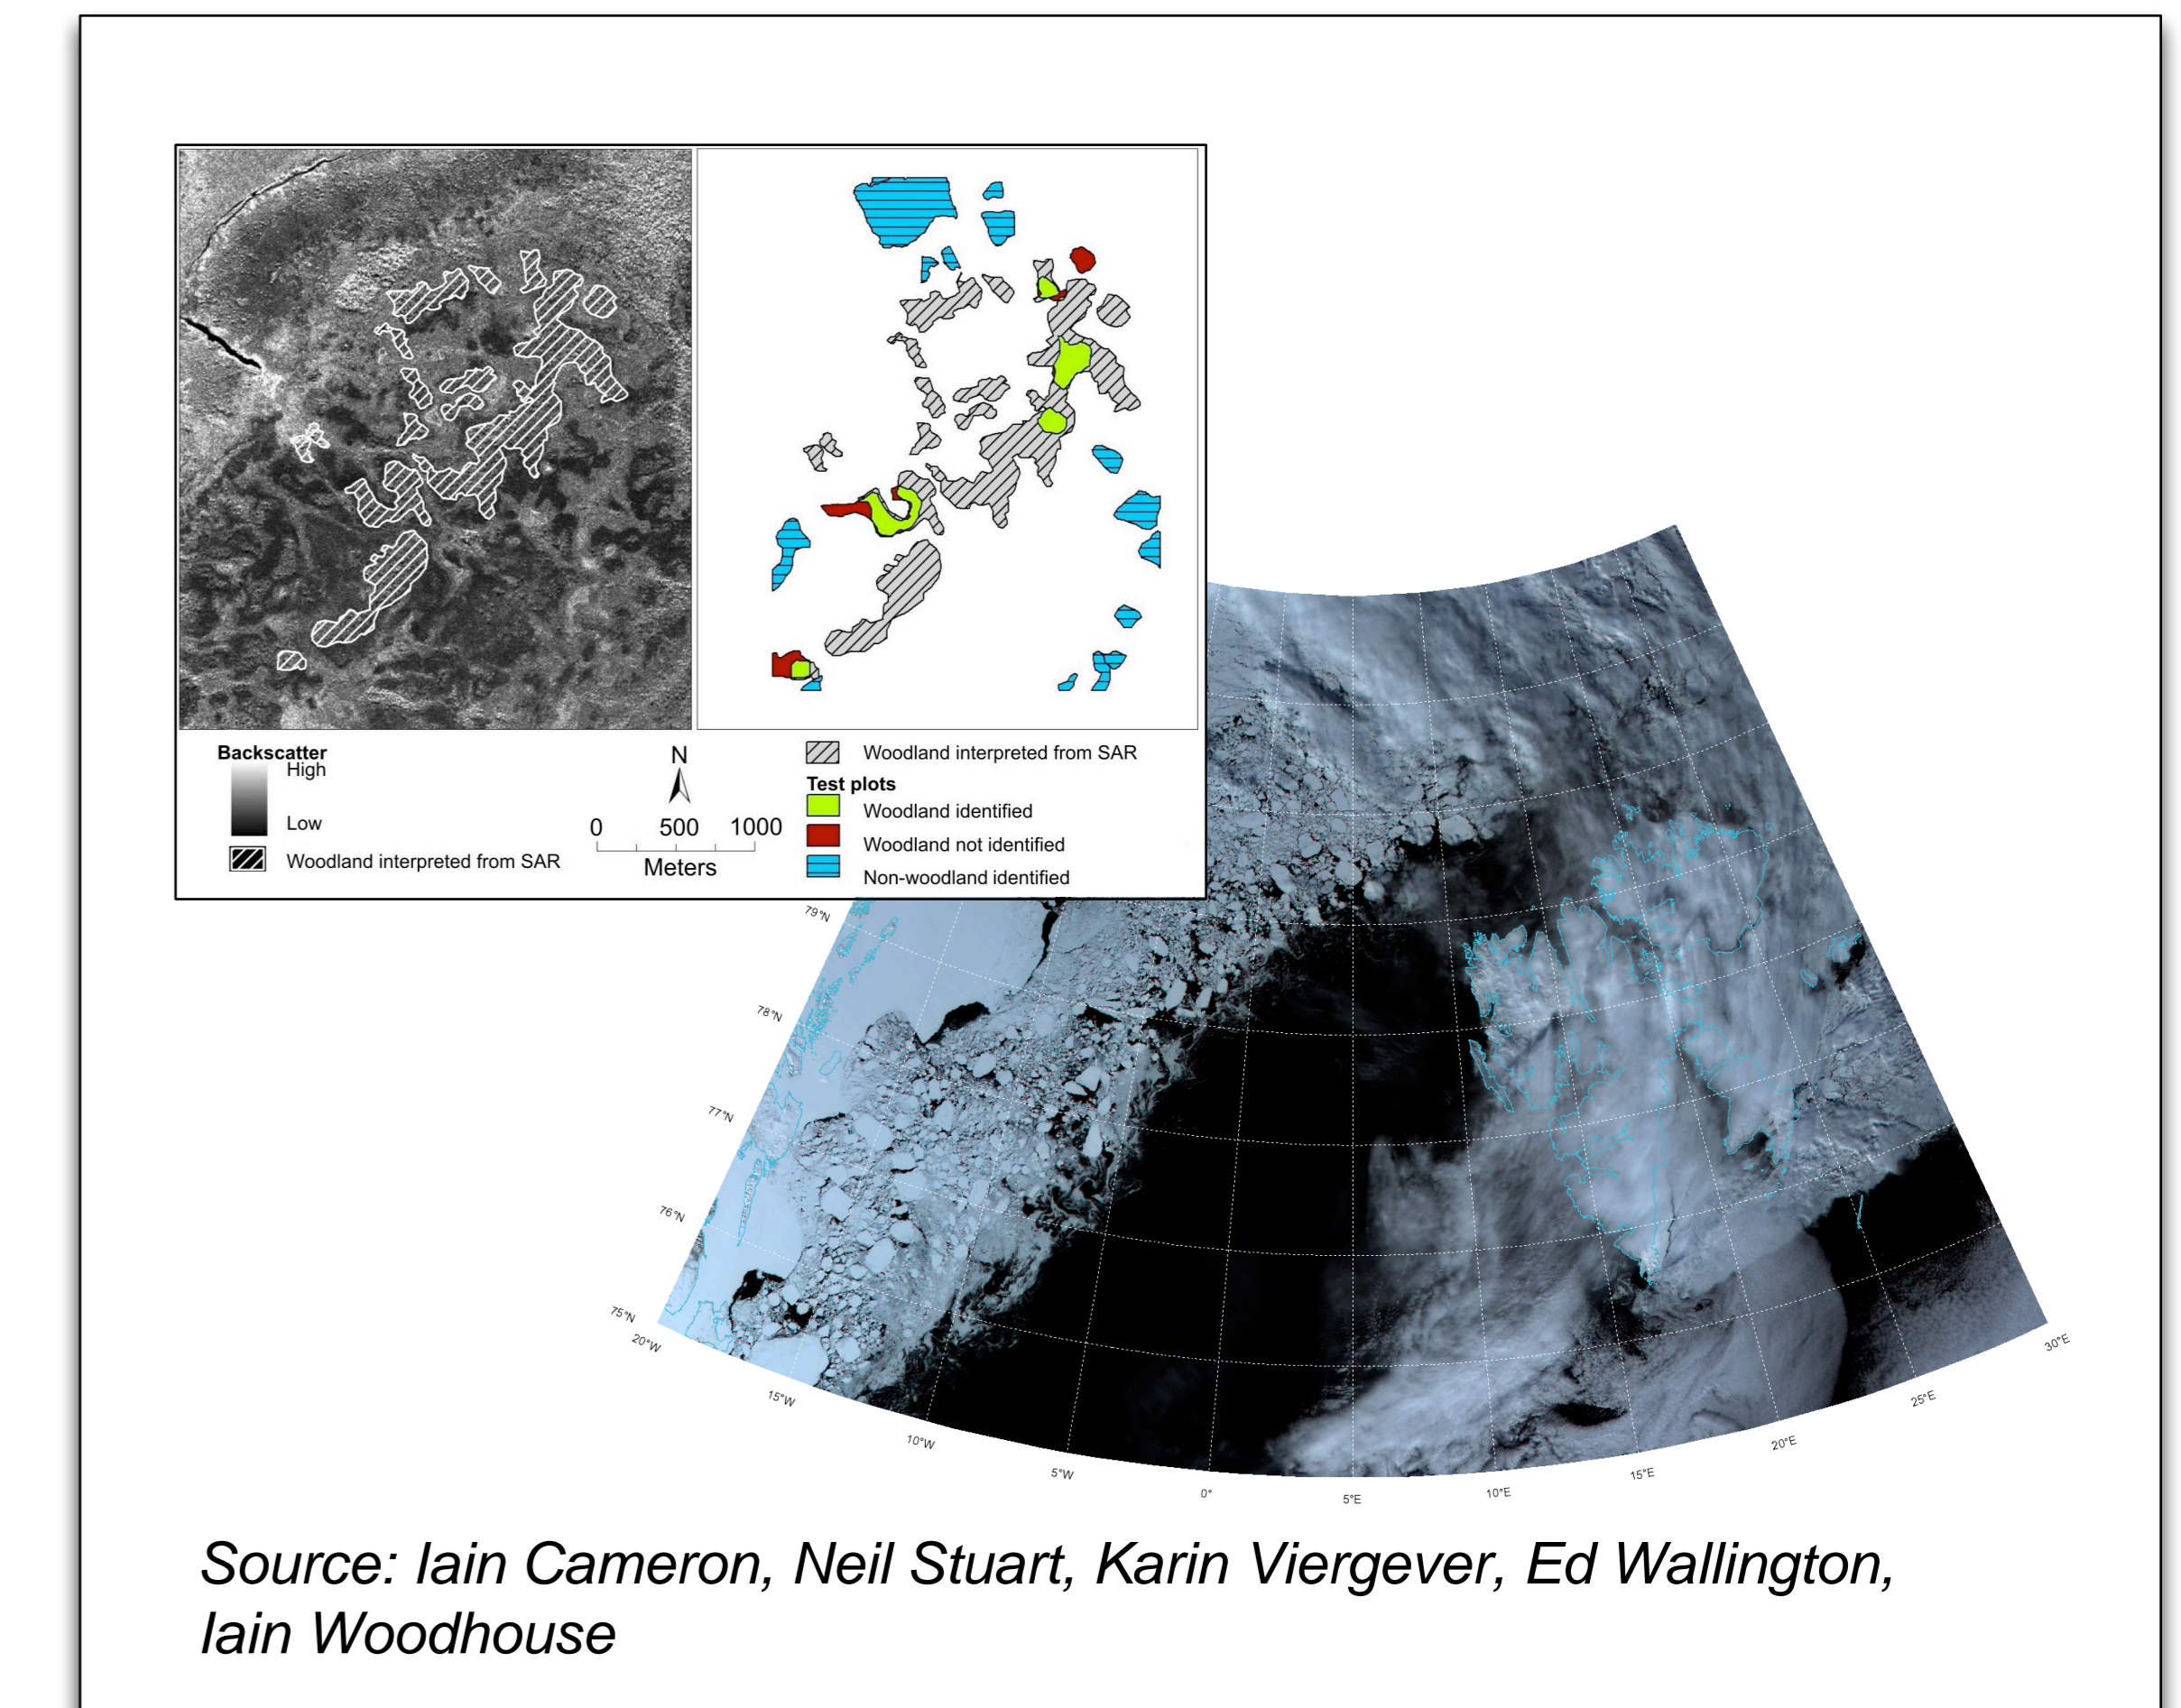 Backscatter
High
Low
Woodland interpreted from SAR
N
0 500 1000
Meters
Woodland interpreted from SAR
Test plots
Woodland identified
Woodland not identified
Non-woodland identified
79°N
78°N
77°N
76°N
75°N
20°W
15°W
10°W
5°W
0°
5°E
10°E
15°E
20°E
25°E
30°E
Source: Iain Cameron, Neil Stuart, Karin Viergever, Ed Wallington,
Iain Woodhouse